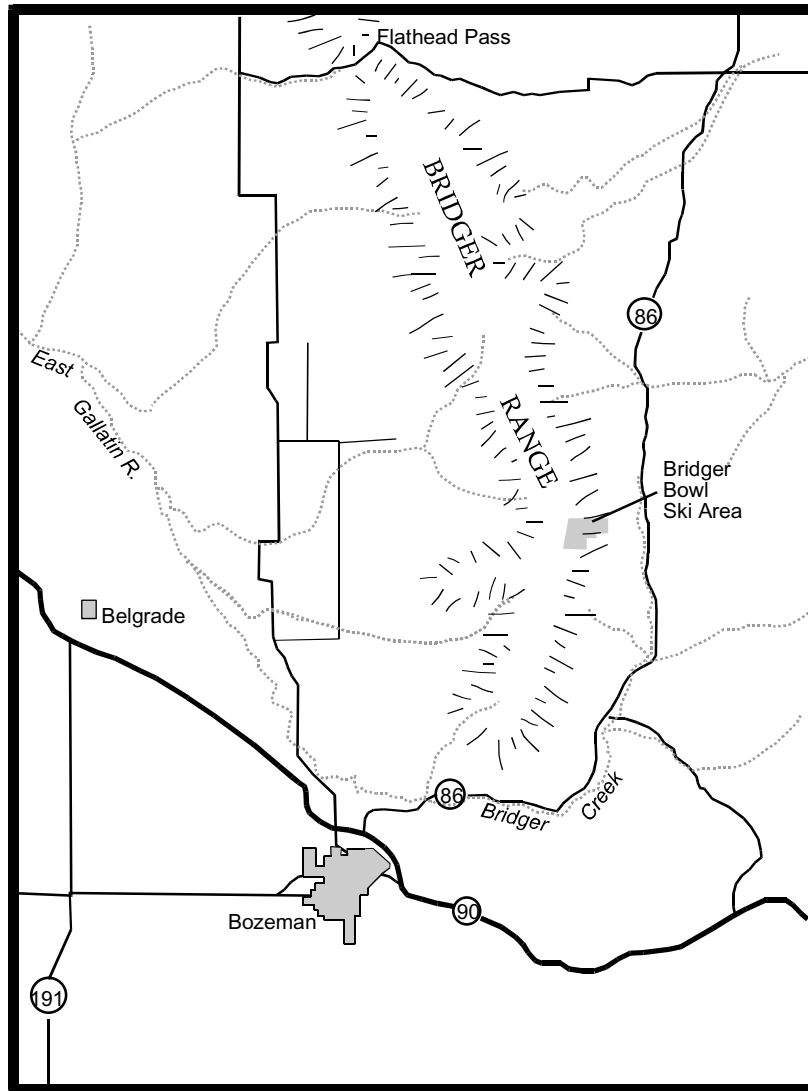 Flathead Pass
BRIDGER
86
East
Gallatin R.
RANGE
Bridger
Bowl
Ski Area
Belgrade
86
Bridger
Creek
Bozeman
90
191